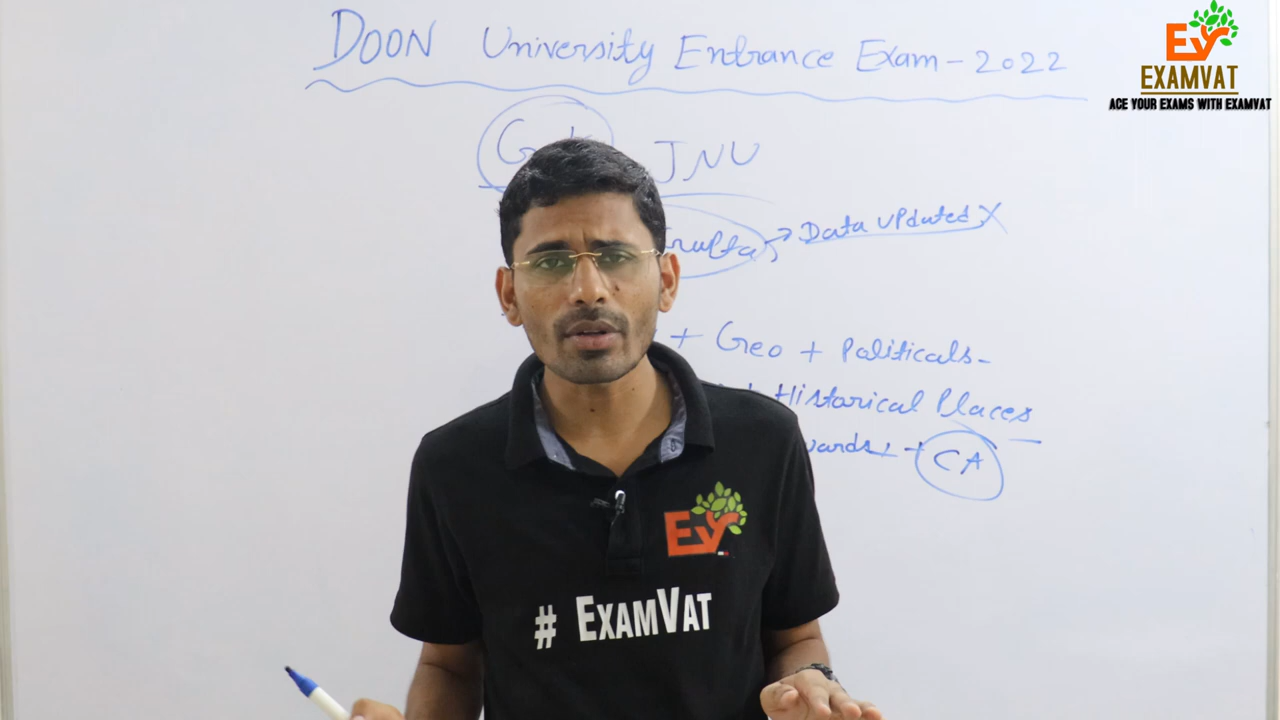 DOON University Entrance Exam - 2022
EV
EXAMVAT
ACE YOUR EXAMS WITH EXAMVAT
JNU
→ Data updated X
+ Geo + Politicals -
Historical Places
+ CA
EV
# EXAMVAT